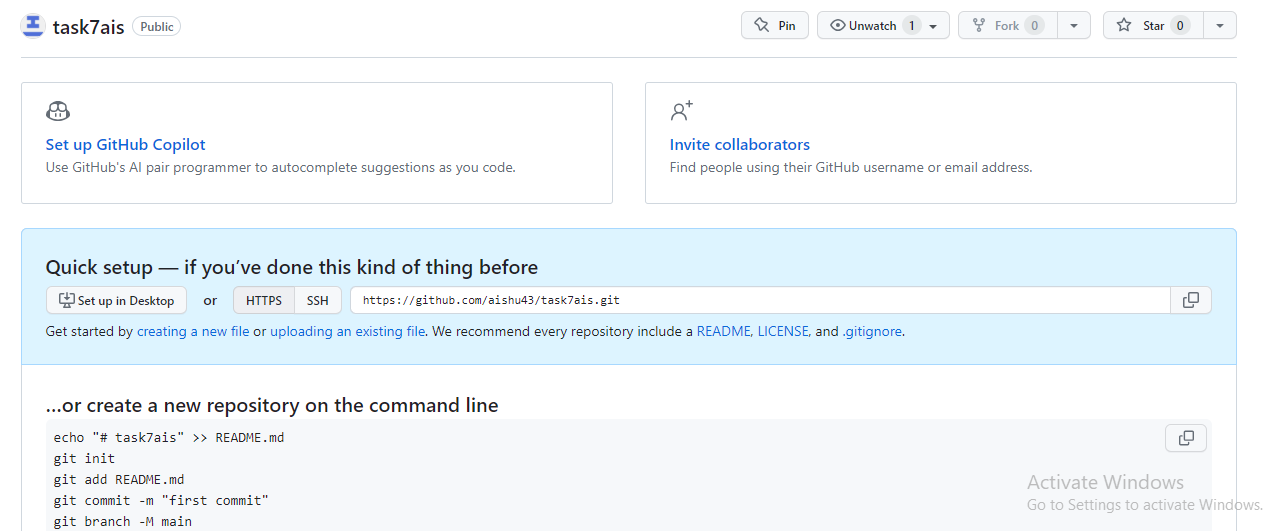 task7ais Public Pin Unwatch 1 Fork 0 Star 0
Set up GitHub Copilot
Use GitHub's AI pair programmer to autocomplete suggestions as you code.
Invite collaborators
Find people using their GitHub username or email address.
Quick setup — if you've done this kind of thing before
Set up in Desktop or HTTPS SSH https://github.com/aishu43/task7ais.git
Get started by creating a new file or uploading an existing file. We recommend every repository include a README, LICENSE, and .gitignore.
…or create a new repository on the command line
echo "# task7ais" >> README.md
git init
git add README.md
git commit -m "first commit"
git branch -M main
Activate Windows
Go to Settings to activate Windows.